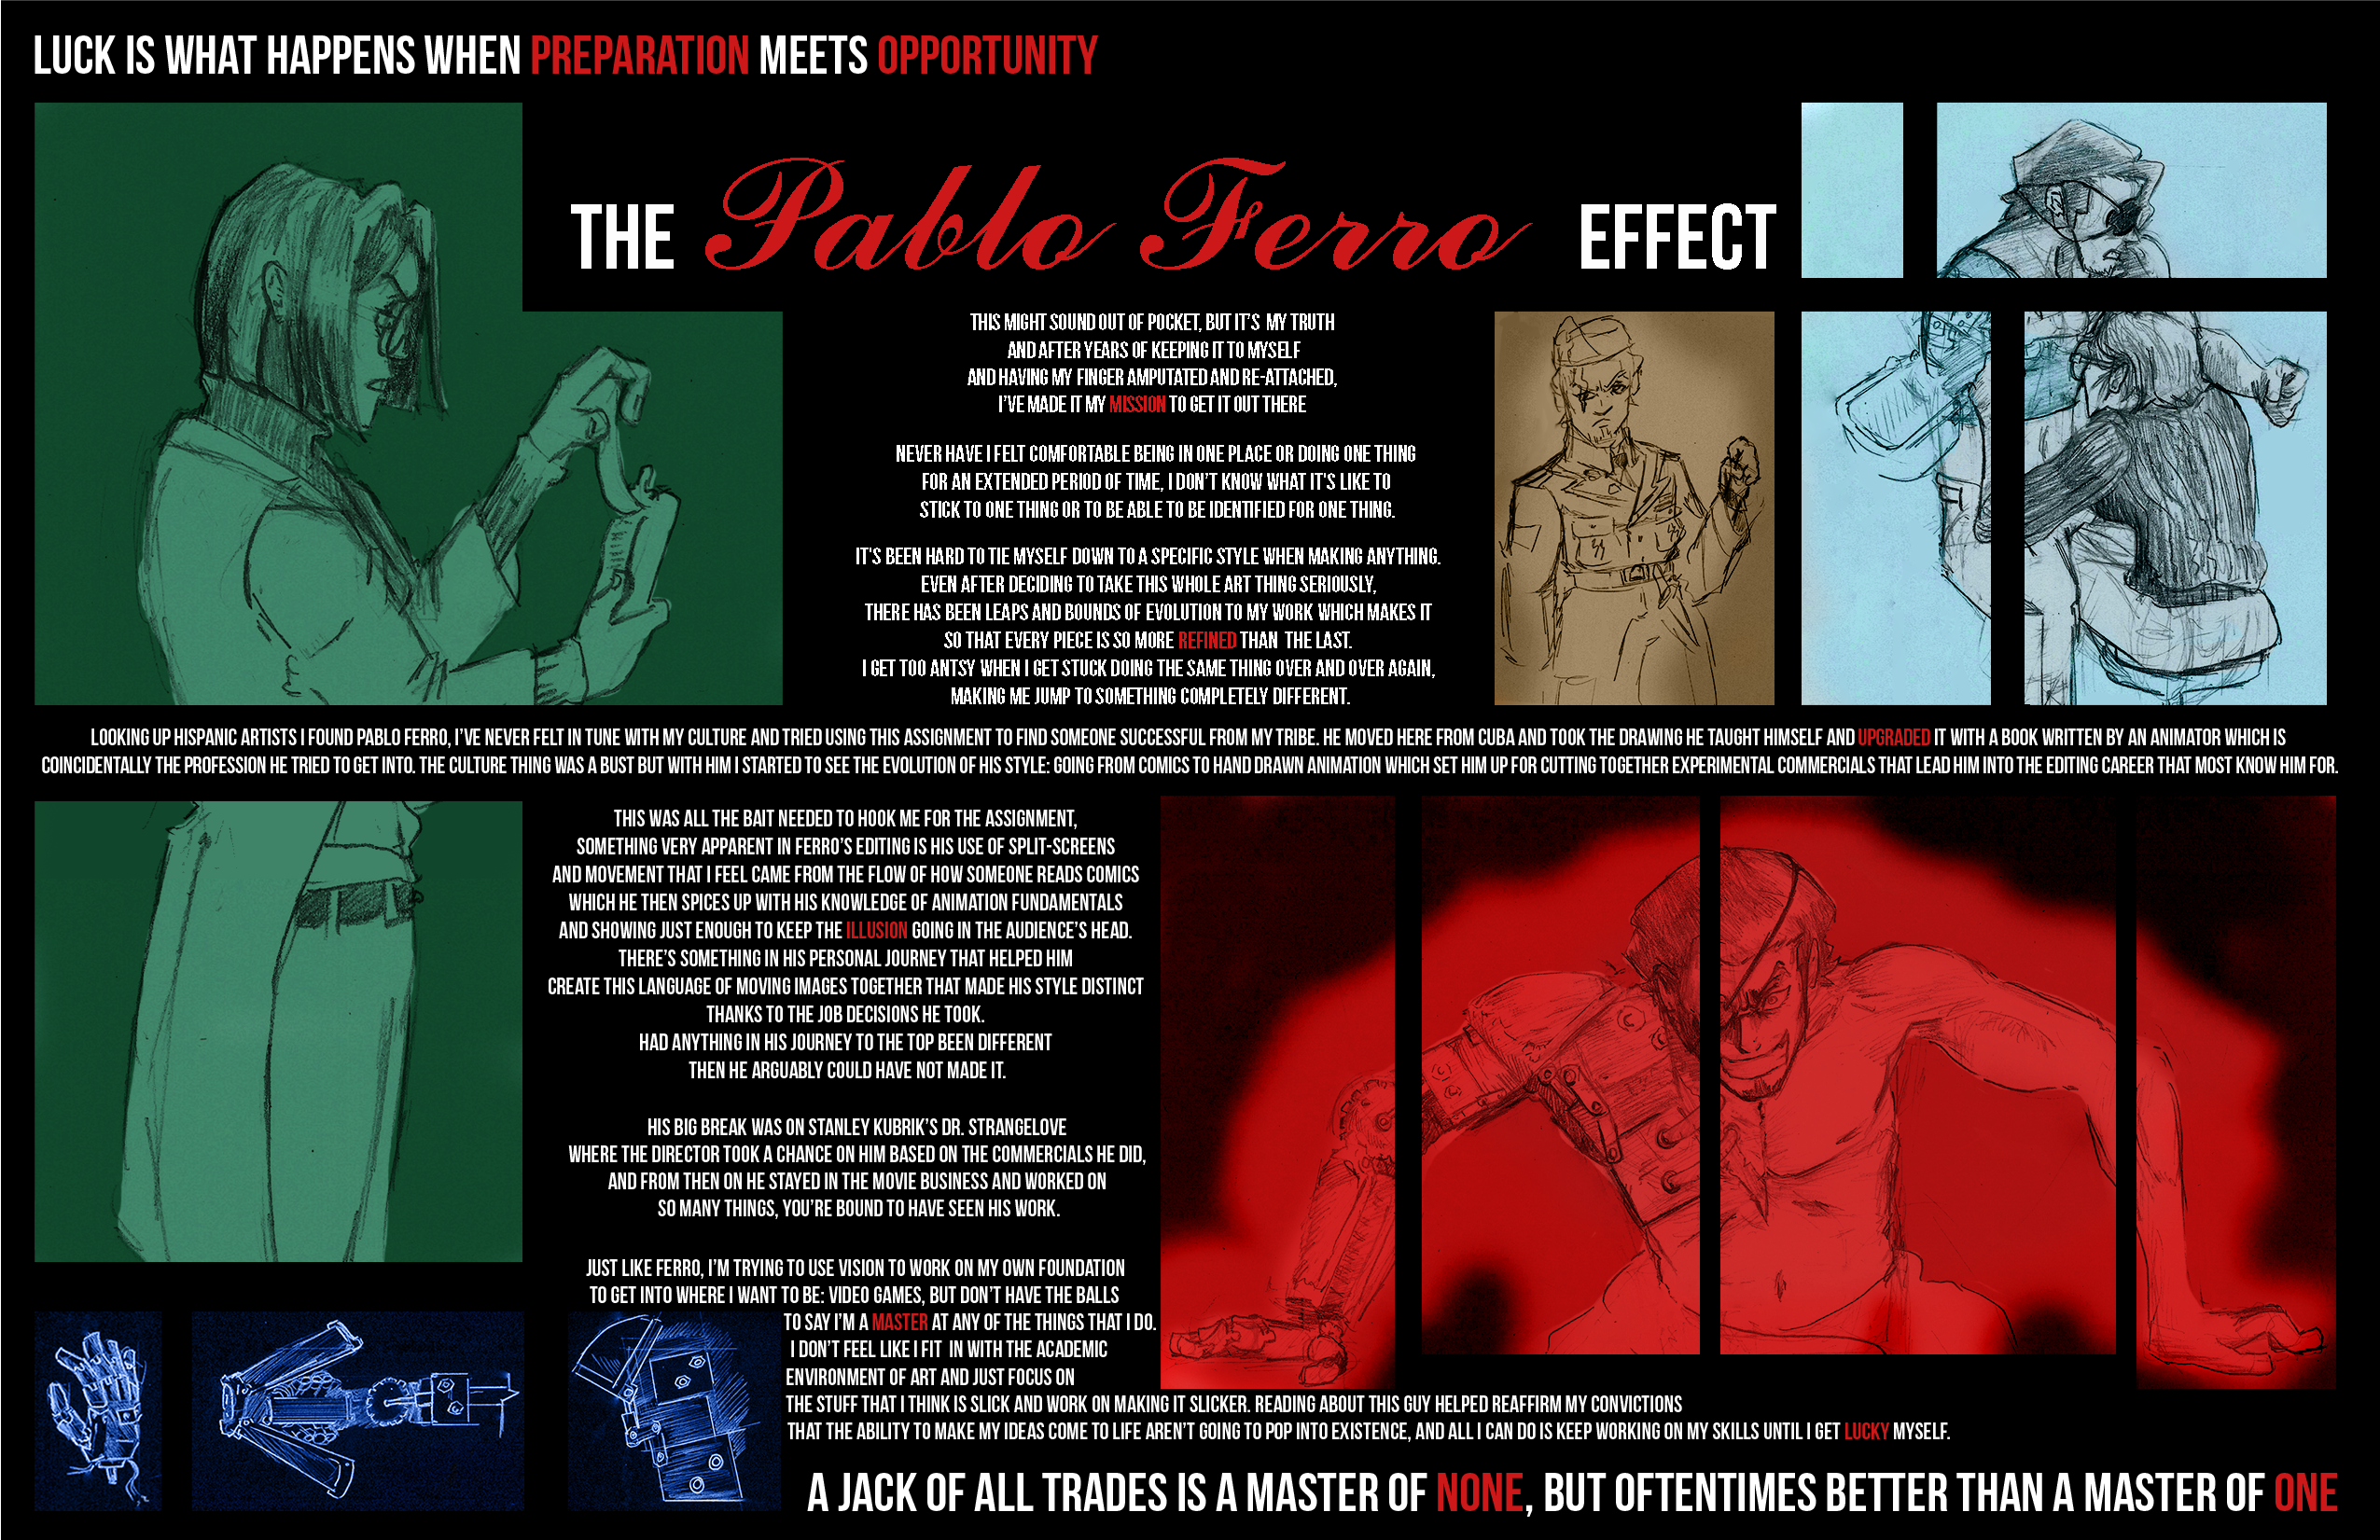 LUCK IS WHAT HAPPENS WHEN PREPARATION MEETS OPPORTUNITY
THE Pablo Ferro EFFECT
THIS MIGHT SOUND OUT OF POCKET, BUT IT'S MY TRUTH
AND AFTER YEARS OF KEEPING IT TO MYSELF
AND HAVING MY FINGER AMPUTATED AND RE-ATTACHED,
I'VE MADE IT MY MISSION TO GET IT OUT THERE
NEVER HAVE I FELT COMFORTABLE BEING IN ONE PLACE OR DOING ONE THING
FOR AN EXTENDED PERIOD OF TIME, I DON'T KNOW WHAT IT'S LIKE TO
STICK TO ONE THING OR TO BE ABLE TO BE IDENTIFIED FOR ONE THING.
IT'S BEEN HARD TO TIE MYSELF DOWN TO A SPECIFIC STYLE WHEN MAKING ANYTHING.
EVEN AFTER DECIDING TO TAKE THIS WHOLE ART THING SERIOUSLY,
THERE HAS BEEN LEAPS AND BOUNDS OF EVOLUTION TO MY WORK WHICH MAKES IT
SO THAT EVERY PIECE IS SO MORE REFINED THAN THE LAST.
I GET TOO ANTSY WHEN I GET STUCK DOING THE SAME THING OVER AND OVER AGAIN,
MAKING ME JUMP TO SOMETHING COMPLETELY DIFFERENT.
LOOKING UP HISPANIC ARTISTS I FOUND PABLO FERRO, I'VE NEVER FELT IN TUNE WITH MY CULTURE AND TRIED USING THIS ASSIGNMENT TO FIND SOMEONE SUCCESSFUL FROM MY TRIBE. HE MOVED HERE FROM CUBA AND TOOK THE DRAWING HE TAUGHT HIMSELF AND UPGRADED IT WITH A BOOK WRITTEN BY AN ANIMATOR WHICH IS
COINCIDENTALLY THE PROFESSION HE TRIED TO GET INTO. THE CULTURE THING WAS A BUST BUT WITH HIM I STARTED TO SEE THE EVOLUTION OF HIS STYLE: GOING FROM COMICS TO HAND DRAWN ANIMATION WHICH SET HIM UP FOR CUTTING TOGETHER EXPERIMENTAL COMMERCIALS THAT LEAD HIM INTO THE EDITING CAREER THAT MOST KNOW HIM FOR.
THIS WAS ALL THE BAIT NEEDED TO HOOK ME FOR THE ASSIGNMENT,
SOMETHING VERY APPARENT IN FERRO'S EDITING IS HIS USE OF SPLIT-SCREENS
AND MOVEMENT THAT I FEEL CAME FROM THE FLOW OF HOW SOMEONE READS COMICS
WHICH HE THEN SPICES UP WITH HIS KNOWLEDGE OF ANIMATION FUNDAMENTALS
AND SHOWING JUST ENOUGH TO KEEP THE ILLUSION GOING IN THE AUDIENCE'S HEAD.
THERE'S SOMETHING IN HIS PERSONAL JOURNEY THAT HELPED HIM
CREATE THIS LANGUAGE OF MOVING IMAGES TOGETHER THAT MADE HIS STYLE DISTINCT
THANKS TO THE JOB DECISIONS HE TOOK.
HAD ANYTHING IN HIS JOURNEY TO THE TOP BEEN DIFFERENT
THEN HE ARGUABLY COULD HAVE NOT MADE IT.
HIS BIG BREAK WAS ON STANLEY KUBRIK'S DR. STRANGELOVE
WHERE THE DIRECTOR TOOK A CHANCE ON HIM BASED ON THE COMMERCIALS HE DID,
AND FROM THEN ON HE STAYED IN THE MOVIE BUSINESS AND WORKED ON
SO MANY THINGS, YOU'RE BOUND TO HAVE SEEN HIS WORK.
JUST LIKE FERRO, I'M TRYING TO USE VISION TO WORK ON MY OWN FOUNDATION
TO GET INTO WHERE I WANT TO BE: VIDEO GAMES, BUT DON'T HAVE THE BALLS
TO SAY I'M A MASTER AT ANY OF THE THINGS THAT I DO.
I DON'T FEEL LIKE I FIT IN WITH THE ACADEMIC
ENVIRONMENT OF ART AND JUST FOCUS ON
THE STUFF THAT I THINK IS SLICK AND WORK ON MAKING IT SLICKER. READING ABOUT THIS GUY HELPED REAFFIRM MY CONVICTIONS
THAT THE ABILITY TO MAKE MY IDEAS COME TO LIFE AREN'T GOING TO POP INTO EXISTENCE, AND ALL I CAN DO IS KEEP WORKING ON MY SKILLS UNTIL I GET LUCKY MYSELF.
A JACK OF ALL TRADES IS A MASTER OF NONE, BUT OFTENTIMES BETTER THAN A MASTER OF ONE